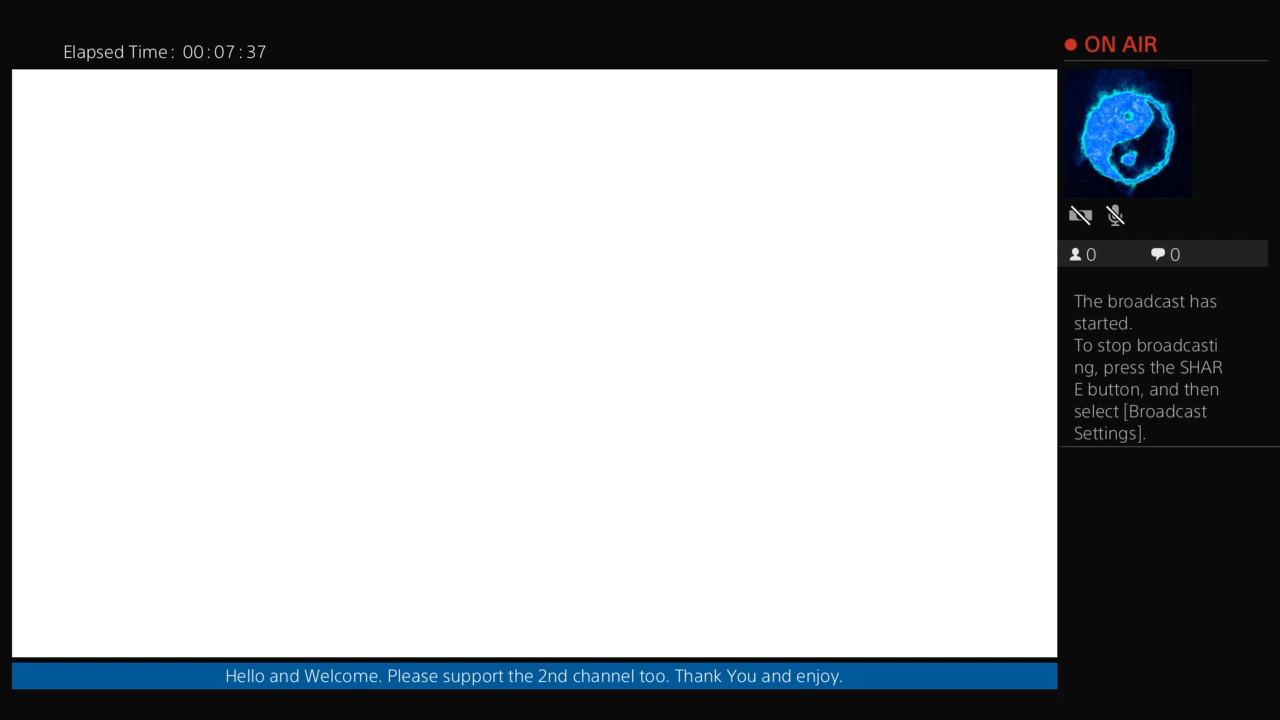 Elapsed Time: 00:07:37
ON AIR
0 0
The broadcast has
started.
To stop broadcasti
ng, press the SHAR
E button, and then
select [Broadcast
Settings].
Hello and Welcome. Please support the 2nd channel too. Thank You and enjoy.